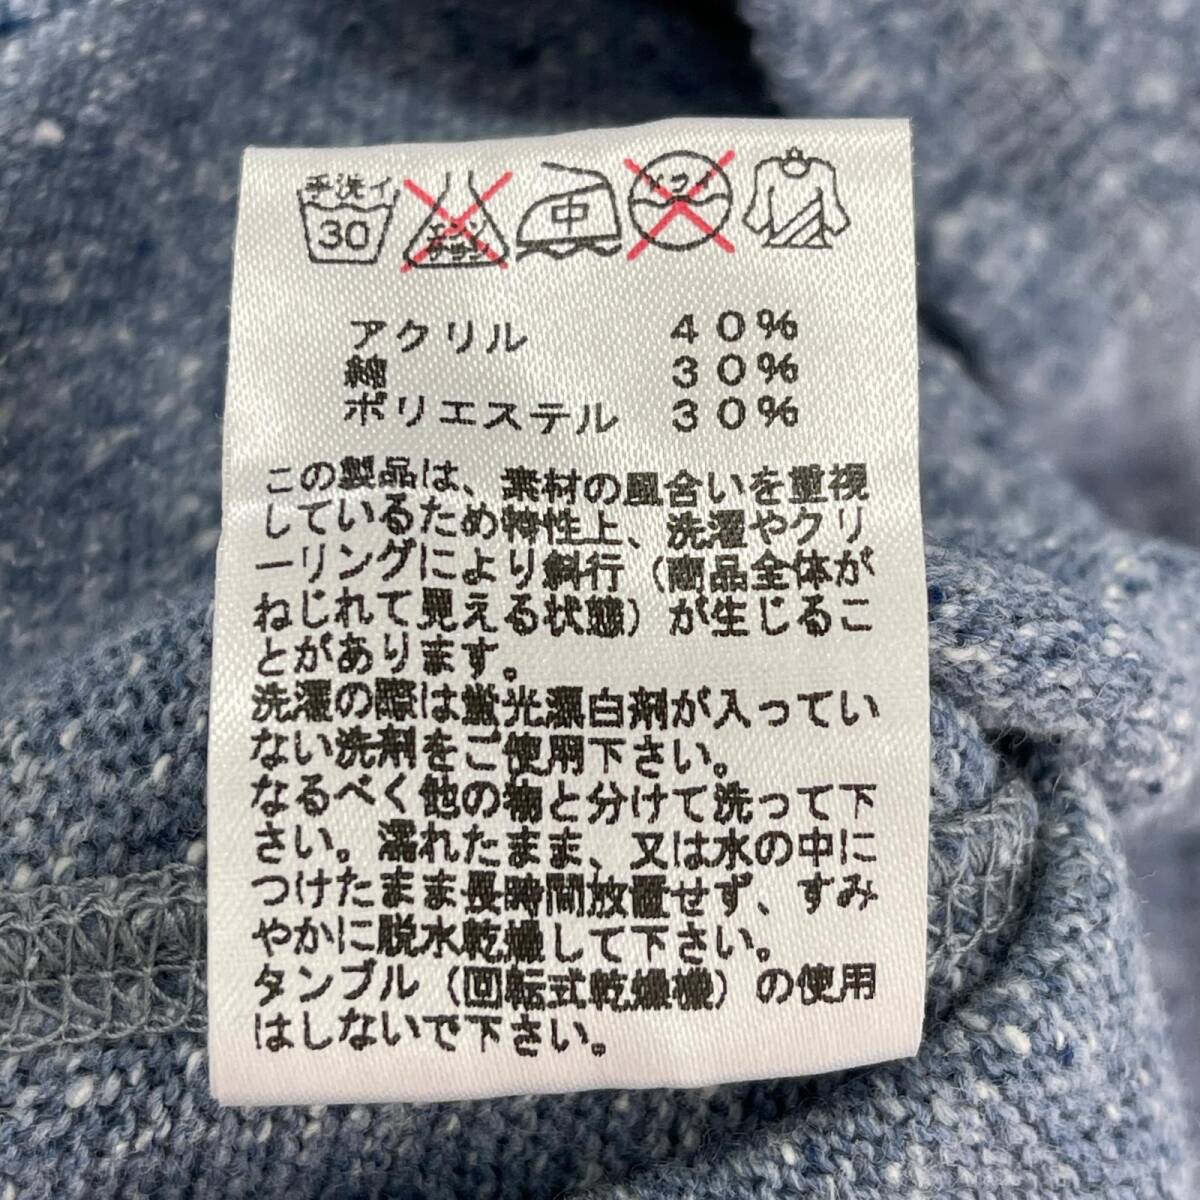 手洗イ
30
エンソ
サラシ
中
ドライ
アクリル 40%
綿 30%
ポリエステル 30%
この製品は、素材の風合いを重視
しているため特性上、洗濯やクリ
ーリングにより斜行（商品全体が
ねじれて見える状態）が生じるこ
とがあります。
洗濯の際は蛍光漂白剤が入ってい
ない洗剤をご使用下さい。
なるべく他の物と分けて洗って下
さい。濡れたまま、又は水の中に
つけたまま長時間放置せず、すみ
やかに脱水乾燥して下さい。
タンブル（回転式乾燥機）の使用
はしないで下さい。